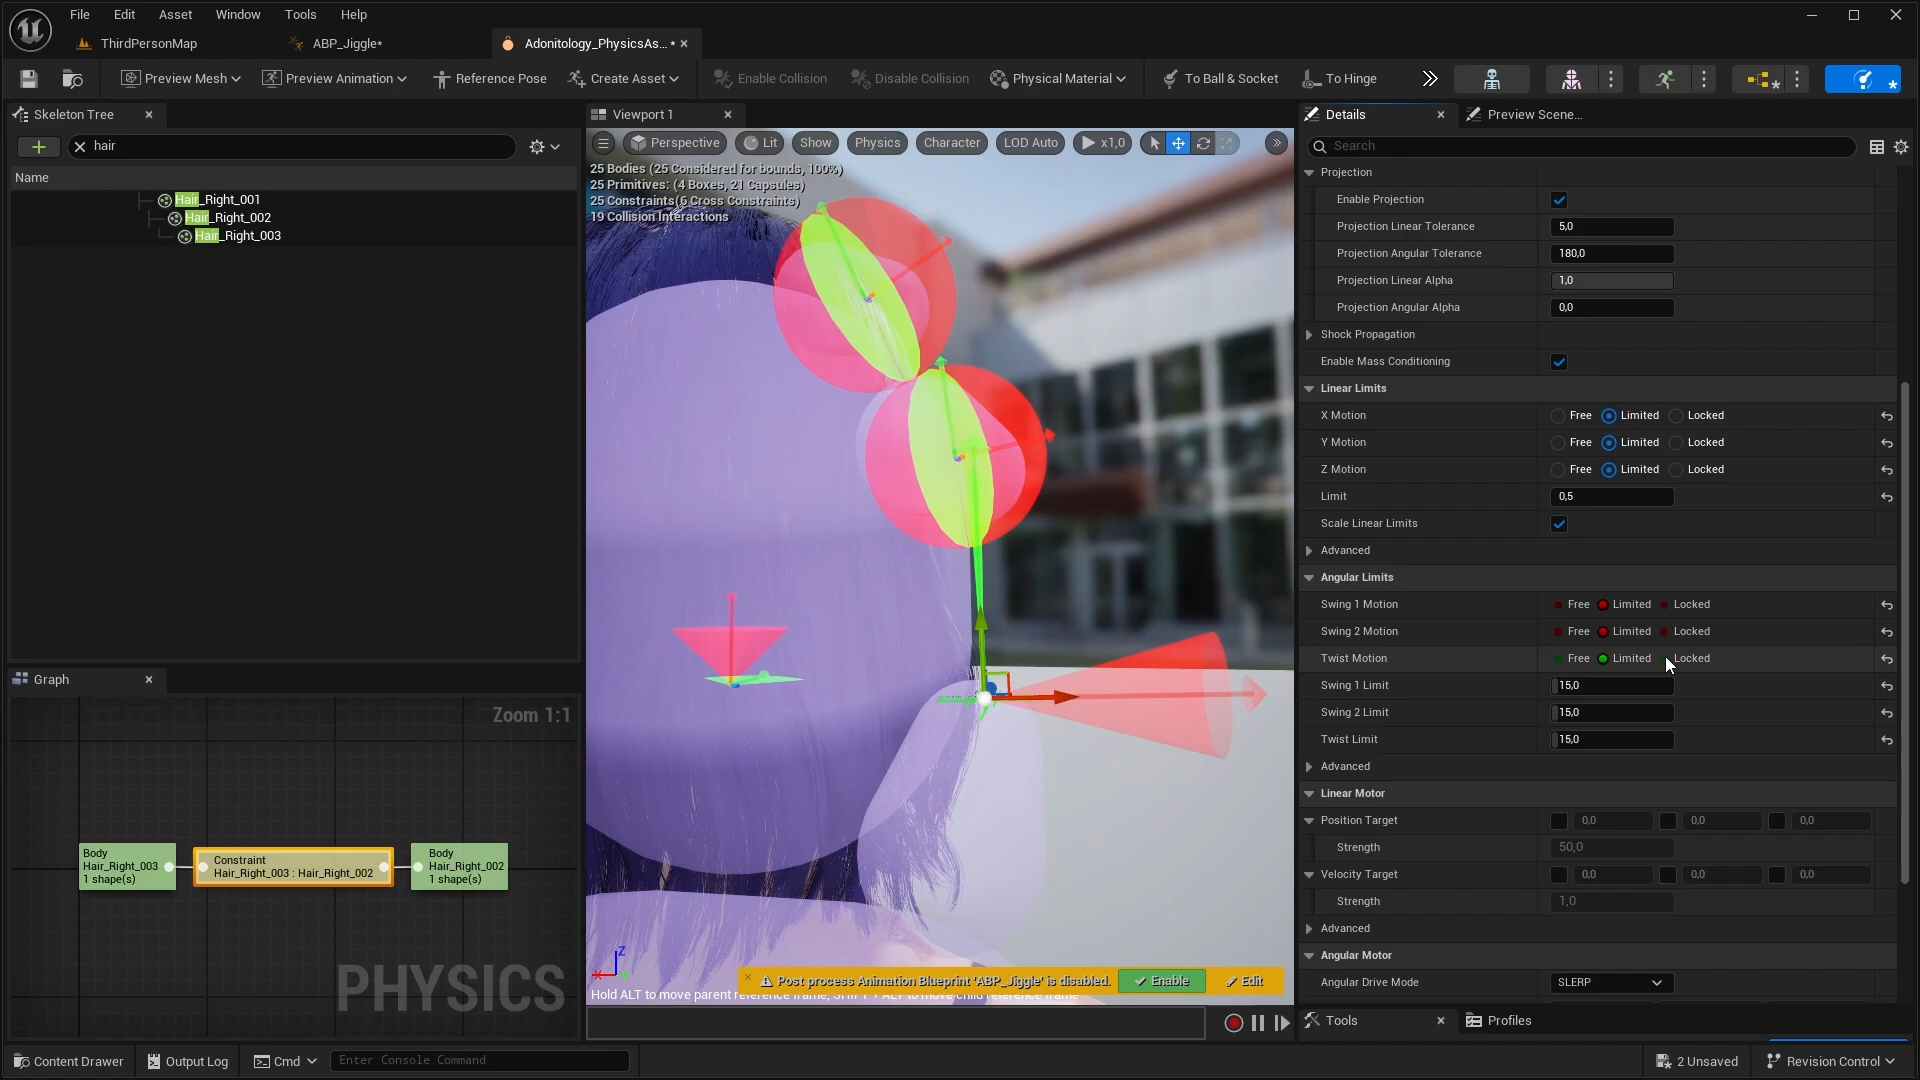 File Edit Asset Window Tools Help
ThirdPersonMap ABP_Jiggle* Adonitology_PhysicsAs... *
Preview Mesh Preview Animation Reference Pose Create Asset Enable Collision Disable Collision Physical Material To Ball & Socket To Hinge
Skeleton Tree
hair
Name
Hair_Right_001
Hair_Right_002
Hair_Right_003
Graph
Zoom 1:1
Body
Hair_Right_003
1 shape(s)
Constraint
Hair_Right_003 : Hair_Right_002
Body
Hair_Right_002
1 shape(s)
PHYSICS
Viewport 1
Perspective Lit Show Physics Character LOD Auto x1,0
25 Bodies (25 Considered for bounds, 100%)
25 Primitives: (4 Boxes, 21 Capsules)
25 Constraints(6 Cross Constraints)
19 Collision Interactions
Z
Post process Animation Blueprint 'ABP_Jiggle' is disabled. Enable Edit
Hold ALT to move parent reference frame, SHIFT + ALT to move child reference frame
Details Preview Scene...
Search
Projection
Enable Projection
Projection Linear Tolerance 5,0
Projection Angular Tolerance 180,0
Projection Linear Alpha 1,0
Projection Angular Alpha 0,0
Shock Propagation
Enable Mass Conditioning
Linear Limits
X Motion Free Limited Locked
Y Motion Free Limited Locked
Z Motion Free Limited Locked
Limit 0,5
Scale Linear Limits
Advanced
Angular Limits
Swing 1 Motion Free Limited Locked
Swing 2 Motion Free Limited Locked
Twist Motion Free Limited Locked
Swing 1 Limit 15,0
Swing 2 Limit 15,0
Twist Limit 15,0
Advanced
Linear Motor
Position Target 0,0 0,0 0,0
Strength 50,0
Velocity Target 0,0 0,0 0,0
Strength 1,0
Advanced
Angular Motor
Angular Drive Mode SLERP
Tools Profiles
Content Drawer Output Log Cmd Enter Console Command 2 Unsaved Revision Control